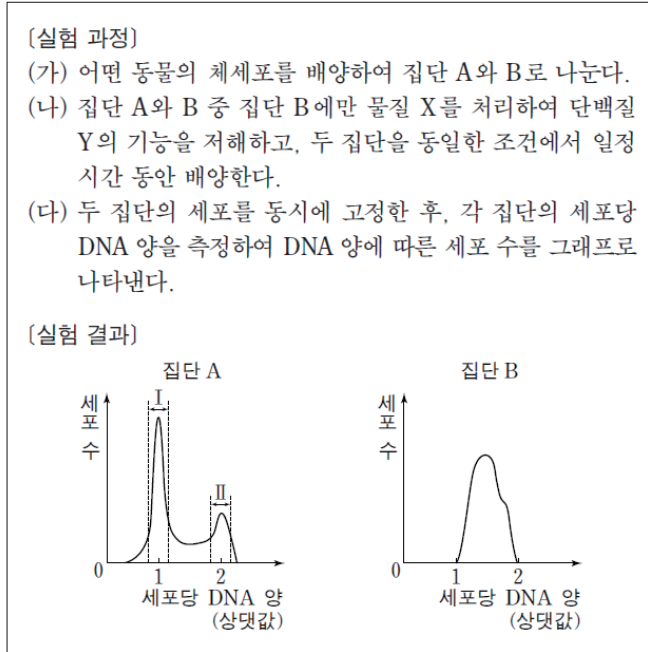 〔실험 과정〕
(가) 어떤 동물의 체세포를 배양하여 집단 A와 B로 나눈다.
(나) 집단 A와 B 중 집단 B에만 물질 X를 처리하여 단백질
Y의 기능을 저해하고, 두 집단을 동일한 조건에서 일정
시간 동안 배양한다.
(다) 두 집단의 세포를 동시에 고정한 후, 각 집단의 세포당
DNA 양을 측정하여 DNA 양에 따른 세포 수를 그래프로
나타낸다.
〔실험 결과〕
집단 A
세포 수
Ⅰ
Ⅱ
0 1 2
세포당 DNA 양
(상댓값)
집단 B
세포 수
0 1 2
세포당 DNA 양
(상댓값)